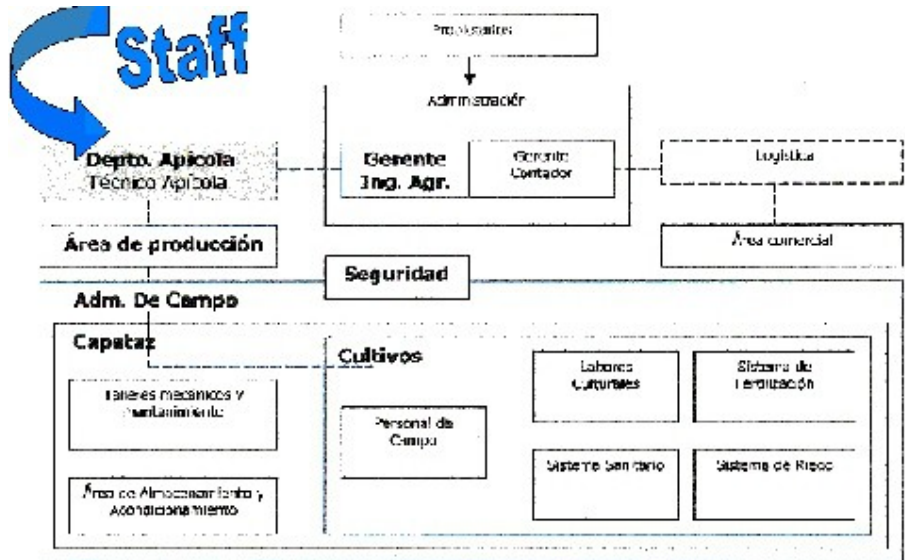 Staff
Propietarios
Administración
Depto. Apicola
Técnico Apicola
Gerente
Ing. Agr.
Gerente
Contador
Logística
Área de producción
Área comercial
Seguridad
Adm. De Campo
Capataz
Cultivos
Talleres mecánicos y
mantenimiento
Personal de
Campo
Labores
Culturales
Sistema de
Fertilización
Área de Almacenamiento y
Acondicionamiento
Sistema Sanitario
Sistema de Riego